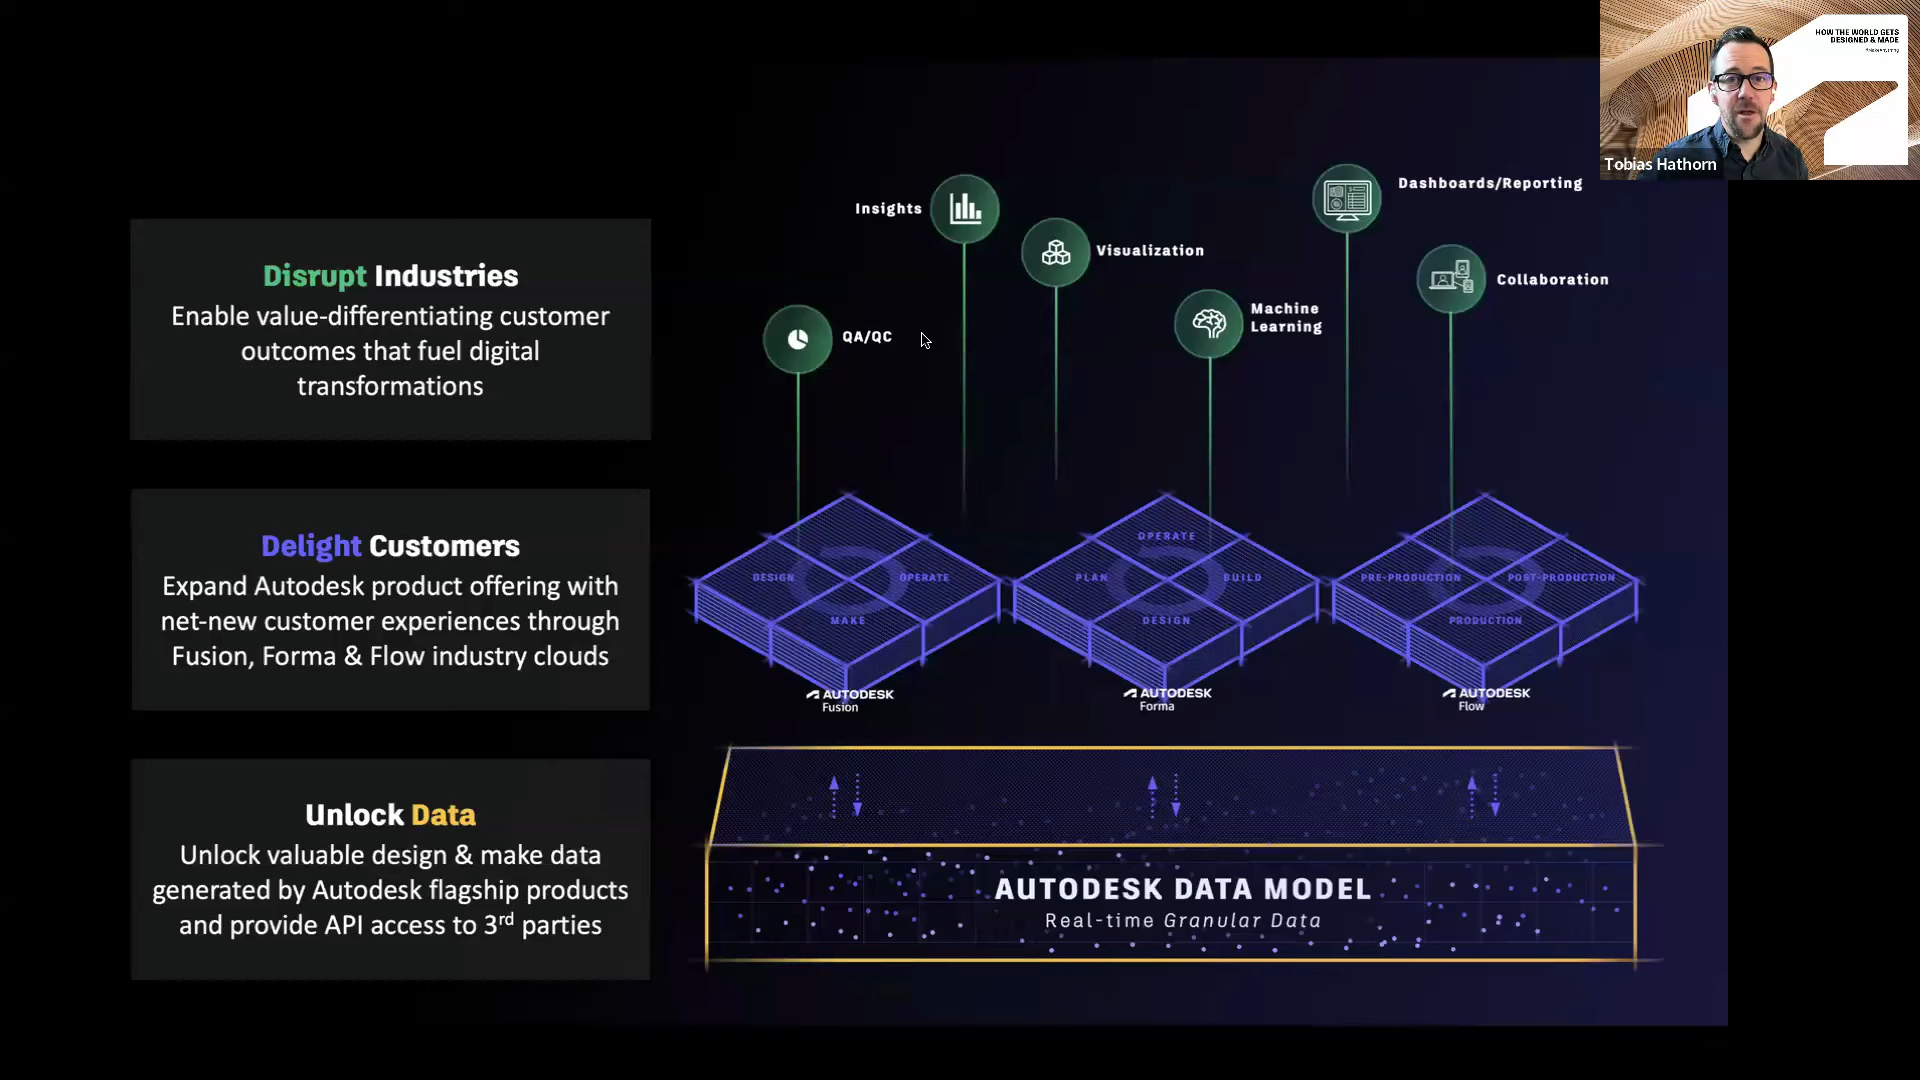 HOW THE WORLD GETS
DESIGNED & MADE
Tobias Hathorn
Disrupt Industries
Enable value-differentiating customer
outcomes that fuel digital
transformations
Delight Customers
Expand Autodesk product offering with
net-new customer experiences through
Fusion, Forma & Flow industry clouds
Unlock Data
Unlock valuable design & make data
generated by Autodesk flagship products
and provide API access to 3rd parties
Insights
Visualization
Dashboards/Reporting
Collaboration
Machine
Learning
QA/QC
DESIGN
OPERATE
MAKE
AUTODESK
Fusion
OPERATE
PLAN
BUILD
DESIGN
AUTODESK
Forma
PRE-PRODUCTION
POST-PRODUCTION
PRODUCTION
AUTODESK
Flow
AUTODESK DATA MODEL
Real-time Granular Data